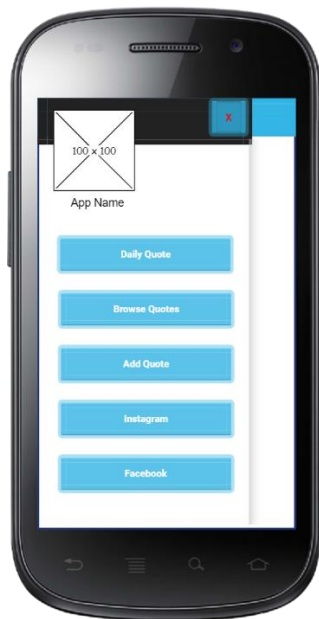 X
100 x 100
App Name
Daily Quote
Browse Quotes
Add Quote
Instagram
Facebook